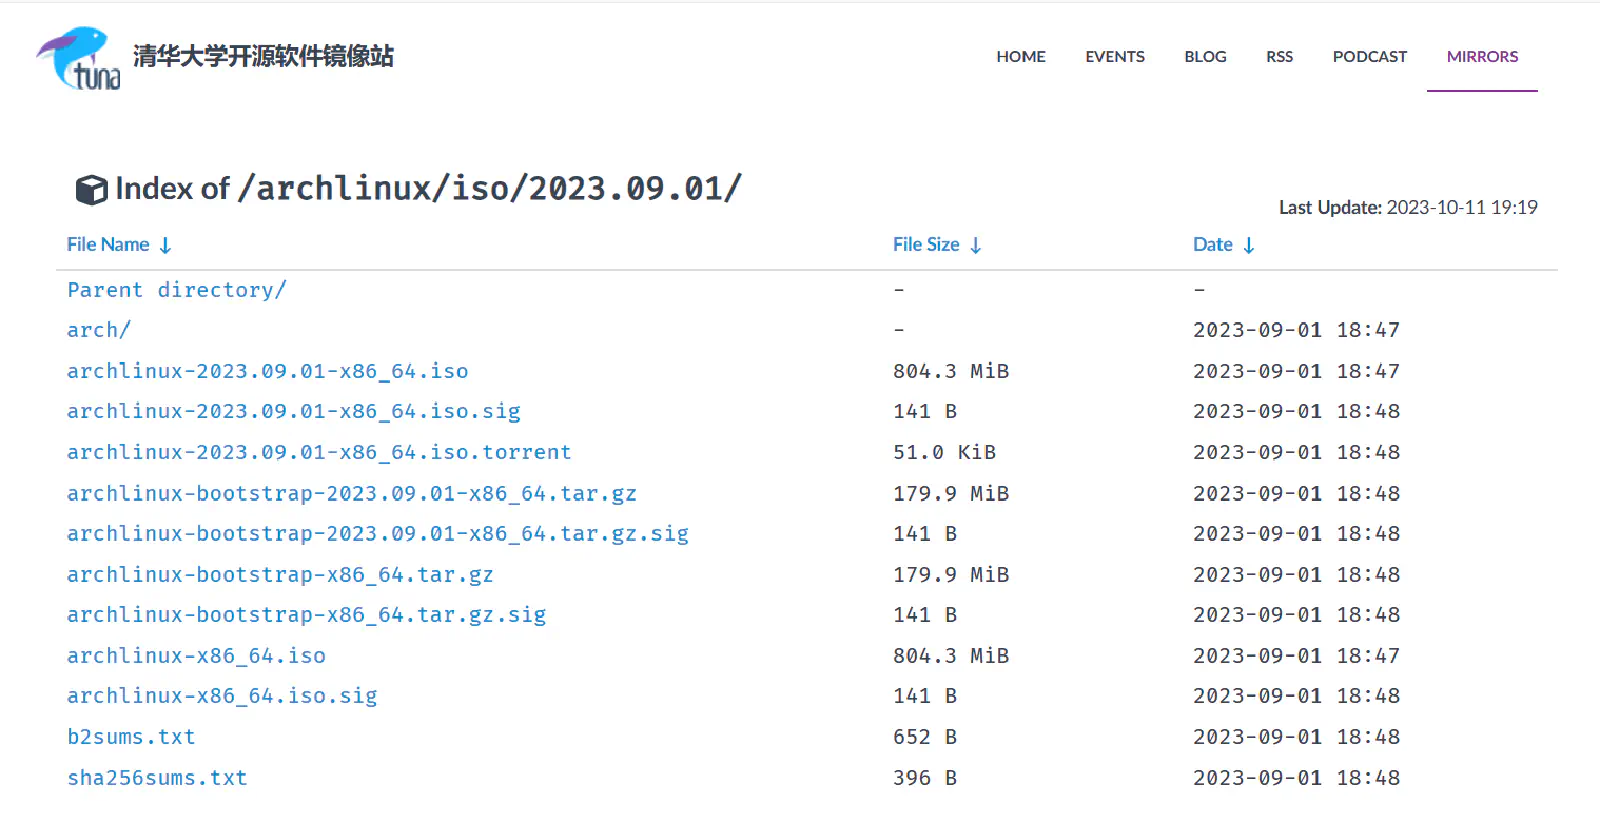 tuna 清华大学开源软件镜像站 HOME EVENTS BLOG RSS PODCAST MIRRORS
Index of /archlinux/iso/2023.09.01/
Last Update: 2023-10-11 19:19
File Name ↓ File Size ↓ Date ↓
Parent directory/ - -
arch/ - 2023-09-01 18:47
archlinux-2023.09.01-x86_64.iso 804.3 MiB 2023-09-01 18:47
archlinux-2023.09.01-x86_64.iso.sig 141 B 2023-09-01 18:48
archlinux-2023.09.01-x86_64.iso.torrent 51.0 KiB 2023-09-01 18:48
archlinux-bootstrap-2023.09.01-x86_64.tar.gz 179.9 MiB 2023-09-01 18:48
archlinux-bootstrap-2023.09.01-x86_64.tar.gz.sig 141 B 2023-09-01 18:48
archlinux-bootstrap-x86_64.tar.gz 179.9 MiB 2023-09-01 18:48
archlinux-bootstrap-x86_64.tar.gz.sig 141 B 2023-09-01 18:48
archlinux-x86_64.iso 804.3 MiB 2023-09-01 18:47
archlinux-x86_64.iso.sig 141 B 2023-09-01 18:48
b2sums.txt 652 B 2023-09-01 18:48
sha256sums.txt 396 B 2023-09-01 18:48